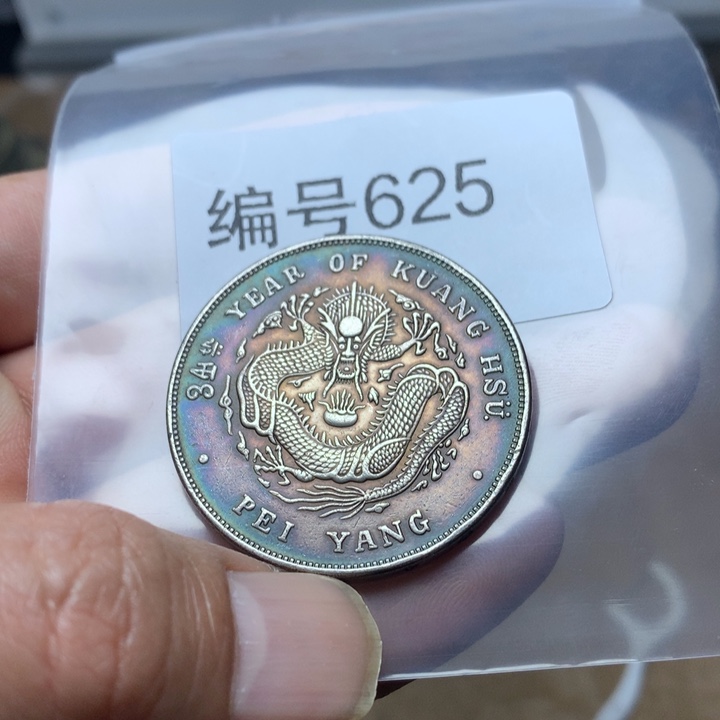 编号625
34th YEAR OF KUANG HSÜ
PEI YANG